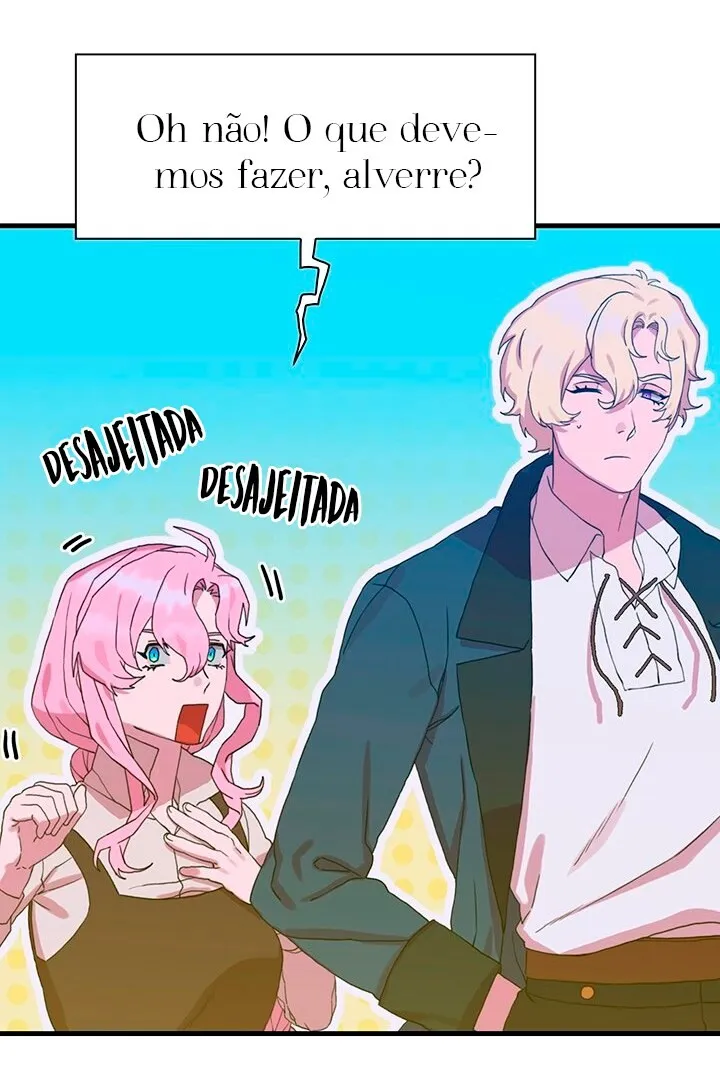 Oh não! O que deve-
mos fazer, alverre?
DESAJEITADA
DESAJEITADA